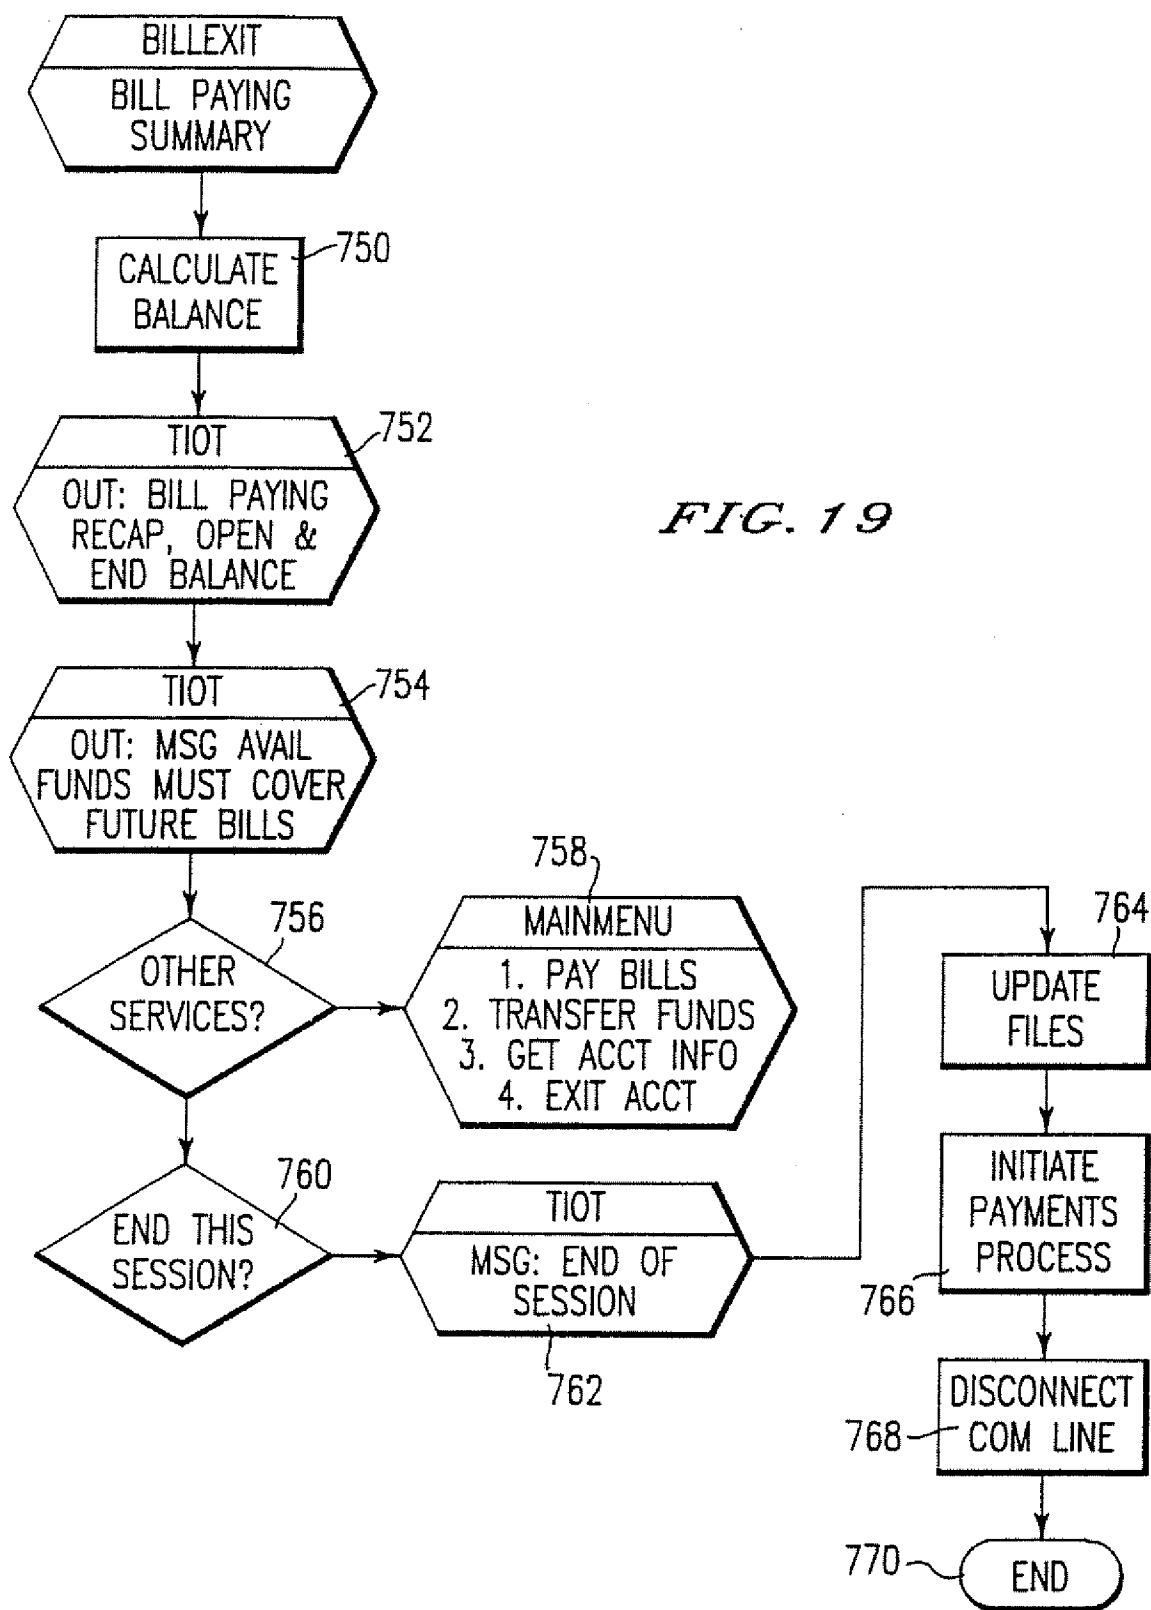 BILLEXIT
BILL PAYING
SUMMARY
750
CALCULATE
BALANCE
752
TIOT
OUT: BILL PAYING
RECAP, OPEN &
END BALANCE
FIG. 19
754
TIOT
OUT: MSG AVAIL
FUNDS MUST COVER
FUTURE BILLS
756
OTHER
SERVICES?
758
MAINMENU
1. PAY BILLS
2. TRANSFER FUNDS
3. GET ACCT INFO
4. EXIT ACCT
760
END THIS
SESSION?
TIOT
MSG: END OF
SESSION
762
764
UPDATE
FILES
INITIATE
PAYMENTS
PROCESS
766
DISCONNECT
COM LINE
768
770
END